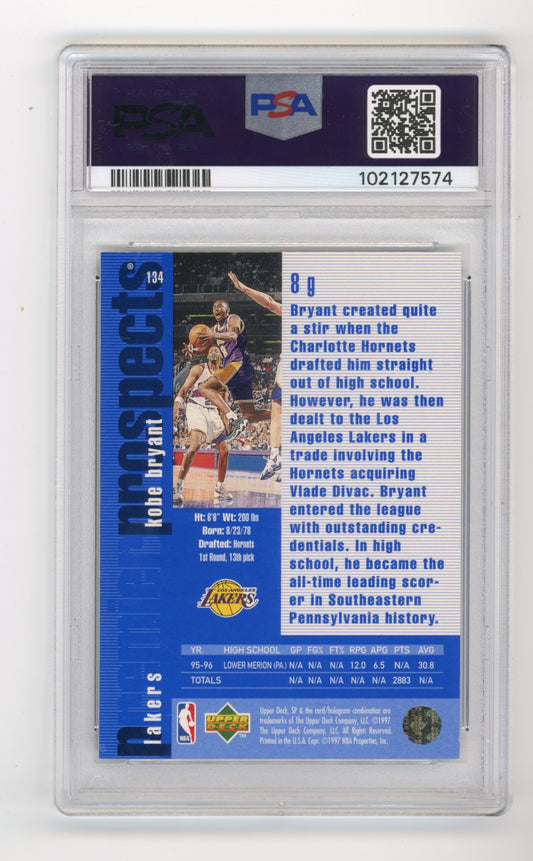 PSA
PSA
102127574
134
8 g
Bryant created quite
a stir when the
Charlotte Hornets
drafted him straight
out of high school.
However, he was then
dealt to the Los
Angeles Lakers in a
trade involving the
Hornets acquiring
Vlade Divac. Bryant
entered the league
with outstanding cre-
dentials. In high
school, he became the
all-time leading scor-
er in Southeastern
Pennsylvania history.
prospects
kobe bryant
lakers
Ht: 6'6" Wt: 200 lbs
Born: 8/23/78
Drafted: Hornets
1st Round, 13th pick
LOS ANGELES
LAKERS
YR. HIGH SCHOOL GP FG% FT% RPG APG PTS AVG
95-96 LOWER MERION (PA.) N/A N/A N/A 12.0 6.5 N/A 30.8
TOTALS N/A N/A N/A N/A N/A 2883 N/A
NBA
UPPER
DECK
TM
Upper Deck, SP & the card/hologram combination are
trademarks of The Upper Deck Company, LLC. ©1997
The Upper Deck Company, LLC. All Rights Reserved.
Printed in the U.S.A. Copr. ©1997 NBA Properties, Inc.